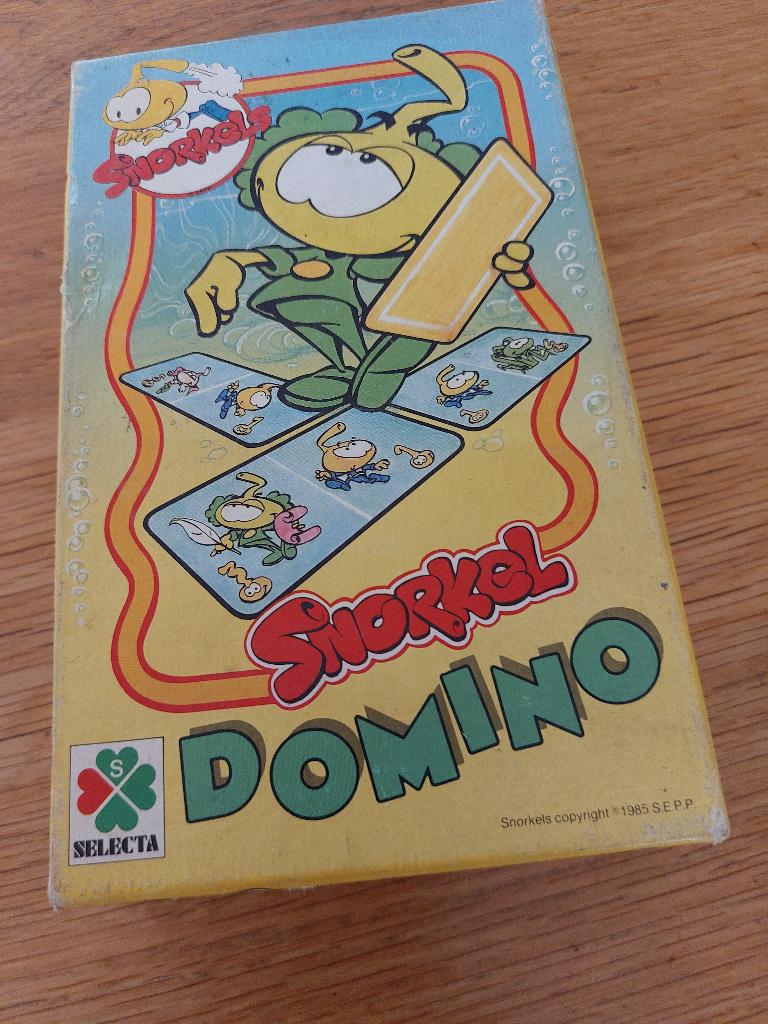 SNORKELS
SNORKEL
DOMINO
S
SELECTA
Snorkels copyright © 1985 S.E.P.P.